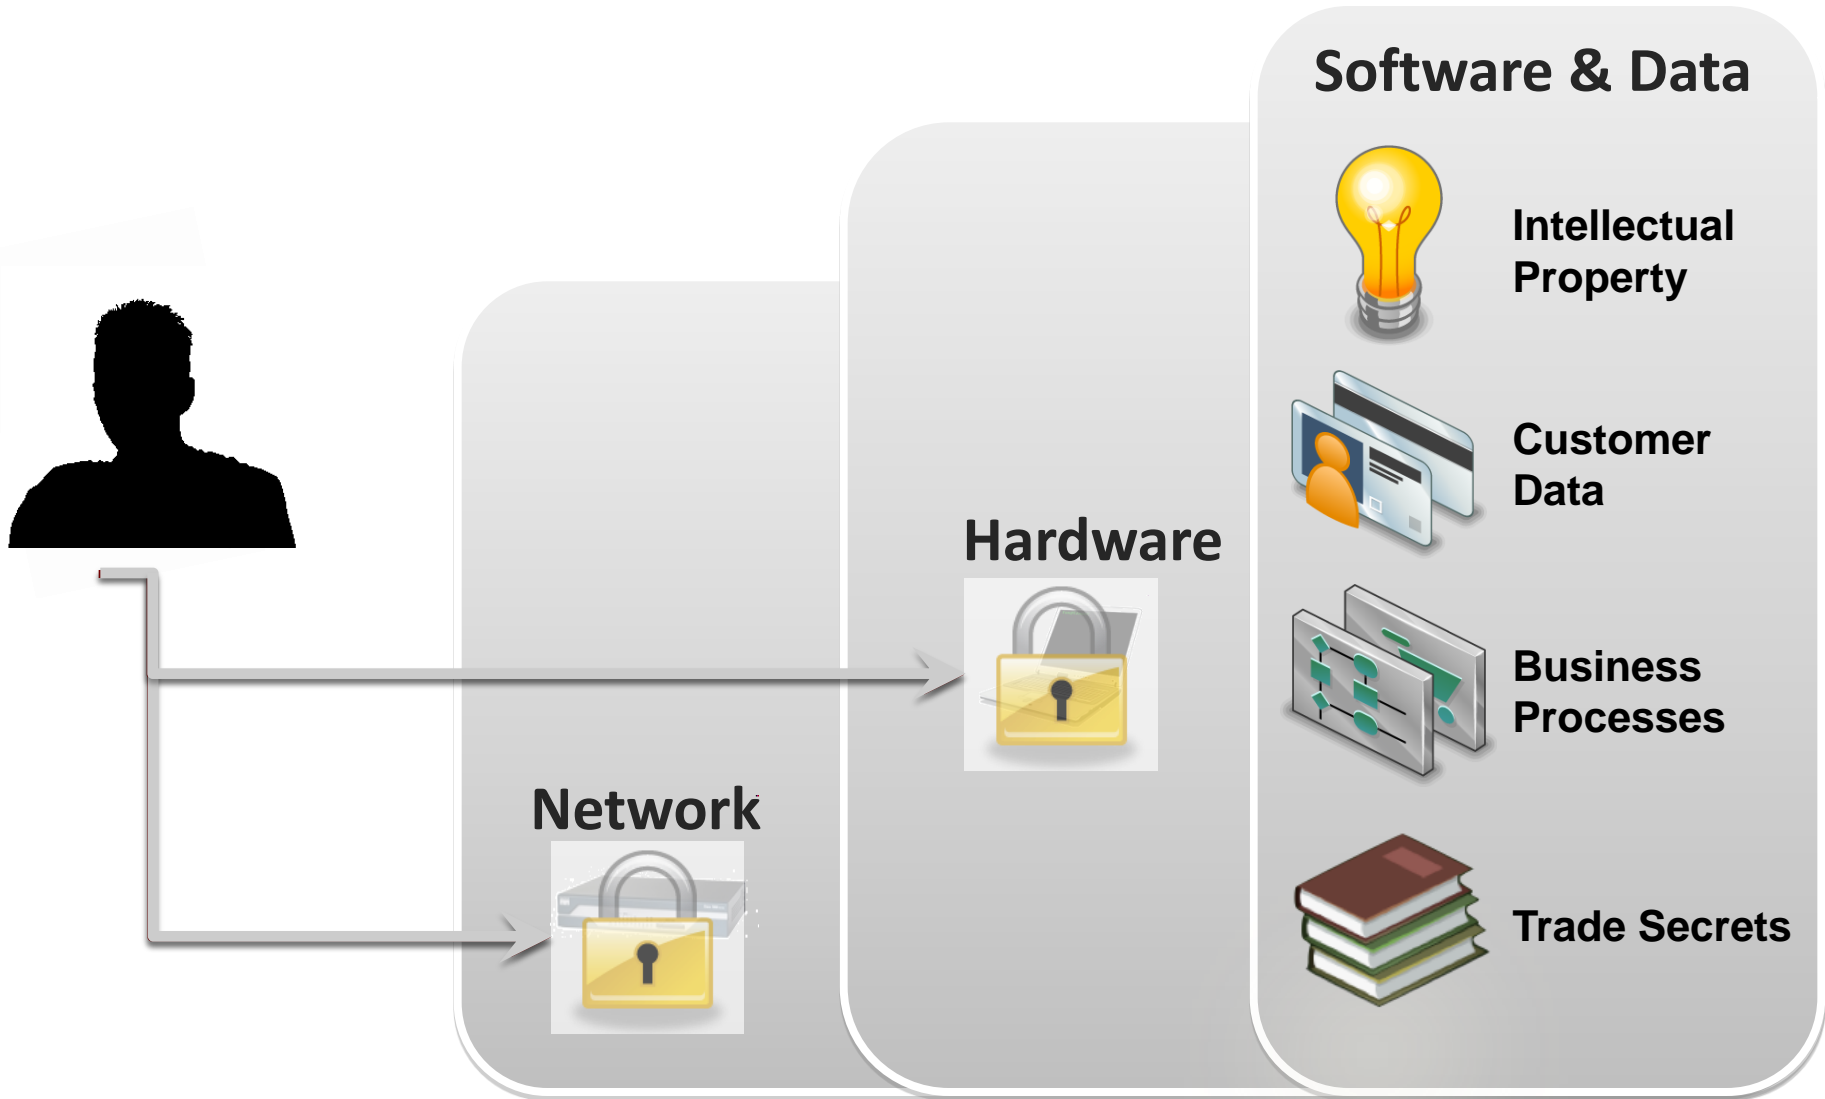 Software & Data
Intellectual
Property
Customer
Data
Hardware
Business
Processes
Network
Trade Secrets